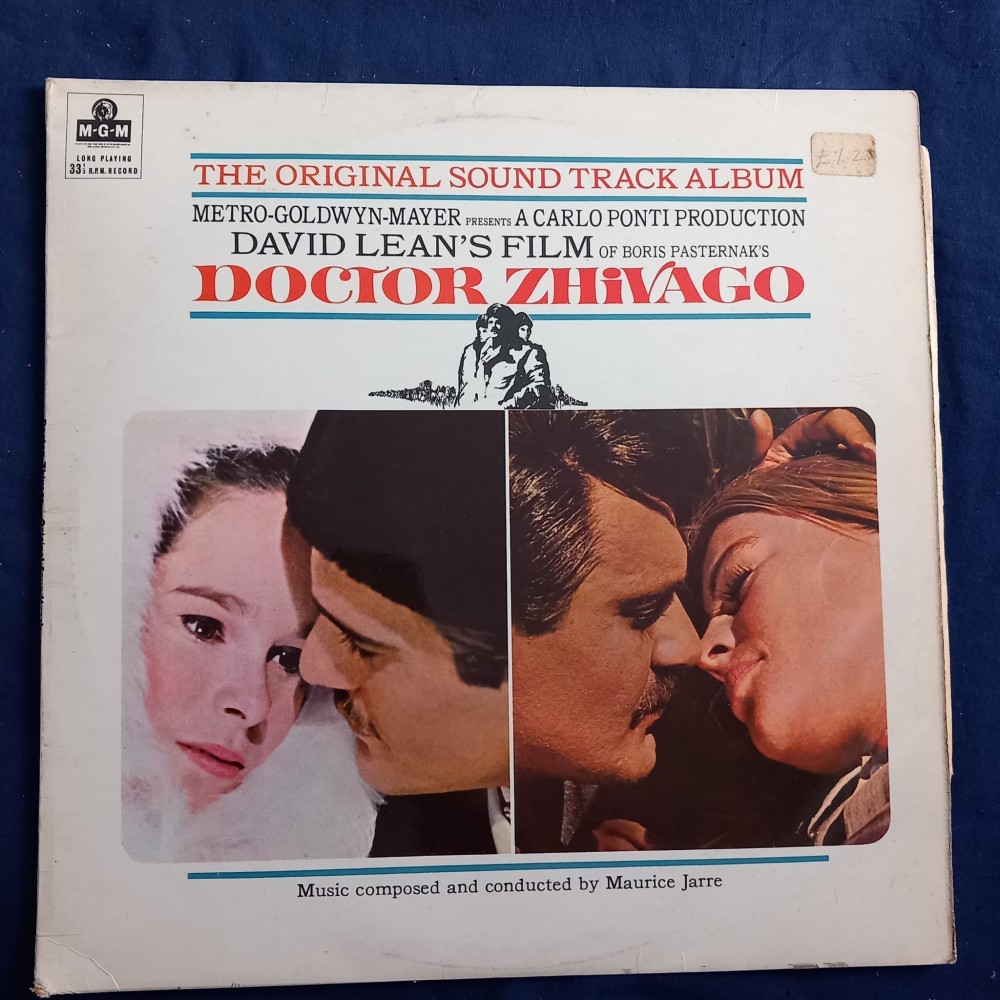 M-G-M
LONG PLAYING
33⅓ R.P.M. RECORD
THE ORIGINAL SOUND TRACK ALBUM
METRO-GOLDWYN-MAYER PRESENTS A CARLO PONTI PRODUCTION
DAVID LEAN'S FILM OF BORIS PASTERNAK'S
DOCTOR ZHiVAGO
Music composed and conducted by Maurice Jarre